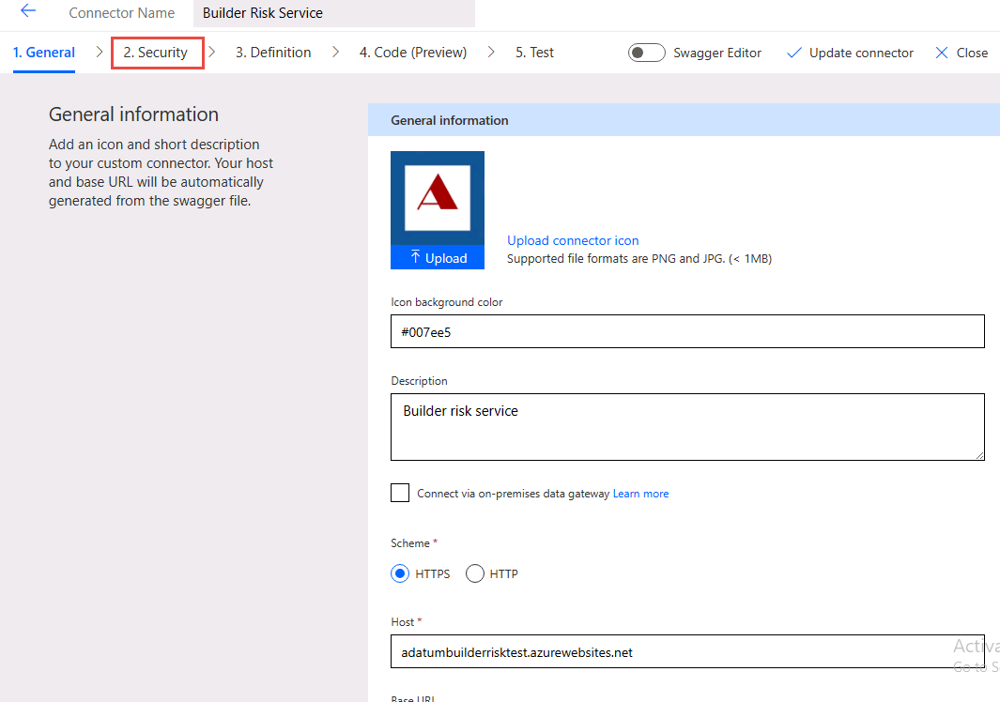 Connector Name Builder Risk Service
1. General 2. Security 3. Definition 4. Code (Preview) 5. Test Swagger Editor Update connector Close
General information
Add an icon and short description
to your custom connector. Your host
and base URL will be automatically
generated from the swagger file.
General information
A
Upload
Upload connector icon
Supported file formats are PNG and JPG. (< 1MB)
Icon background color
#007ee5
Description
Builder risk service
Connect via on-premises data gateway Learn more
Scheme *
HTTPS HTTP
Host *
adatumbuilderrisktest.azurewebsites.net
Activa
Go to S
Base URL